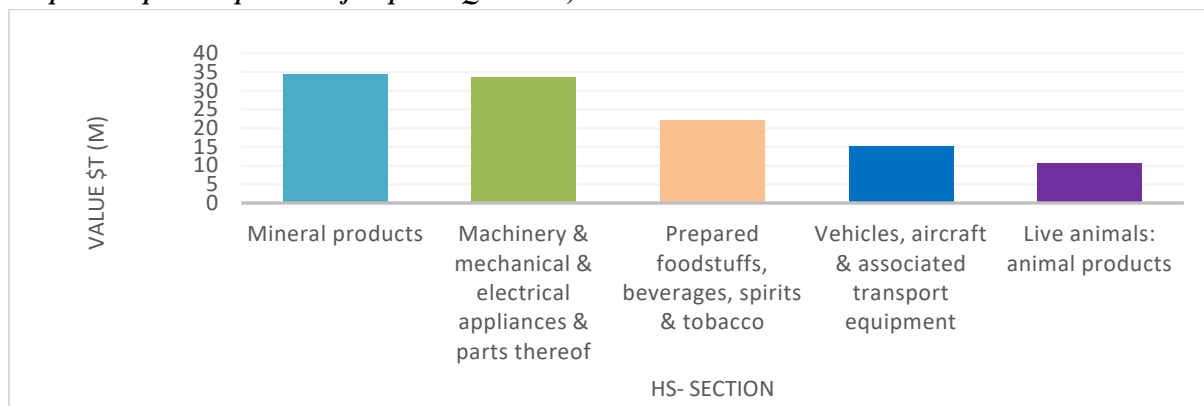 VALUE $T (M)
40
35
30
25
20
15
10
5
0
Mineral products
Machinery &
mechanical &
electrical
appliances &
parts thereof
Prepared
foodstuffs,
beverages, spirits
& tobacco
Vehicles, aircraft
& associated
transport
equipment
Live animals:
animal products
HS- SECTION